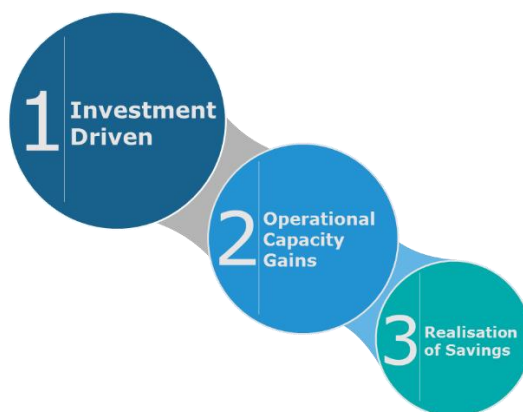 1
Investment
Driven
2
Operational
Capacity
Gains
3
Realisation
of Savings